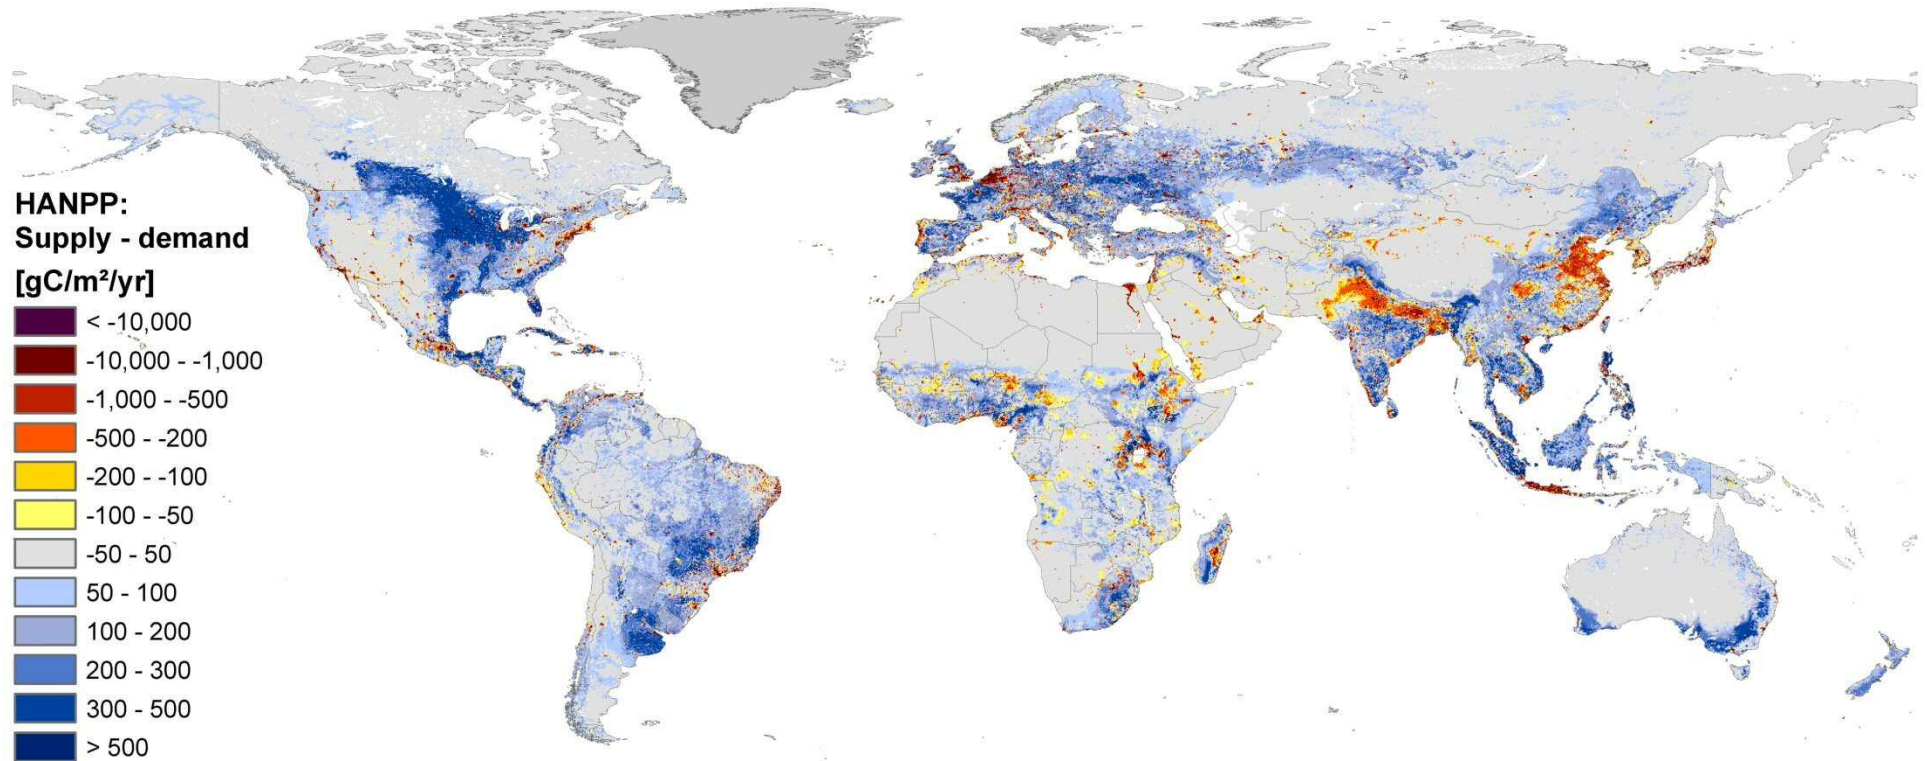 HANPP:
Supply - demand
[gC/m²/yr]
< -10,000
-10,000 - -1,000
-1,000 - -500
-500 - -200
-200 - -100
-100 - -50
-50 - 50
50 - 100
100 - 200
200 - 300
300 - 500
> 500